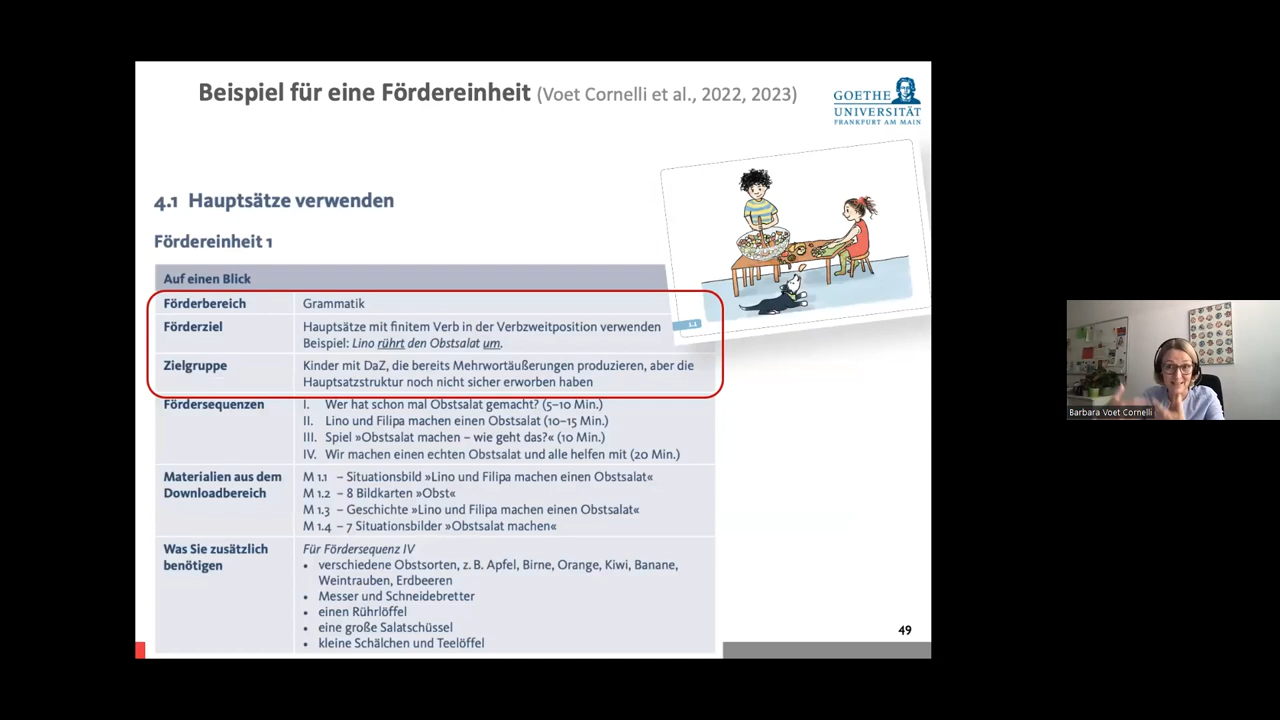 Beispiel für eine Fördereinheit (Voet Cornelli et al., 2022, 2023)
GOETHE
UNIVERSITÄT
FRANKFURT AM MAIN
4.1 Hauptsätze verwenden
Fördereinheit 1
Auf einen Blick
Förderbereich Grammatik
Förderziel Hauptsätze mit finitem Verb in der Verbzweitposition verwenden
Beispiel: Lino rührt den Obstsalat um.
1.1
Zielgruppe Kinder mit DaZ, die bereits Mehrwortäußerungen produzieren, aber die
Hauptsatzstruktur noch nicht sicher erworben haben
Fördersequenzen I. Wer hat schon mal Obstsalat gemacht? (5–10 Min.)
II. Lino und Filipa machen einen Obstsalat (10–15 Min.)
III. Spiel »Obstsalat machen – wie geht das?« (10 Min.)
IV. Wir machen einen echten Obstsalat und alle helfen mit (20 Min.)
Materialien aus dem M 1.1 – Situationsbild »Lino und Filipa machen einen Obstsalat«
Downloadbereich M 1.2 – 8 Bildkarten »Obst«
M 1.3 – Geschichte »Lino und Filipa machen einen Obstsalat«
M 1.4 – 7 Situationsbilder »Obstsalat machen«
Was Sie zusätzlich Für Fördersequenz IV
benötigen • verschiedene Obstsorten, z. B. Apfel, Birne, Orange, Kiwi, Banane,
Weintrauben, Erdbeeren
• Messer und Schneidebretter
• einen Rührlöffel
• eine große Salatschüssel
• kleine Schälchen und Teelöffel
49
Barbara Voet Cornelli